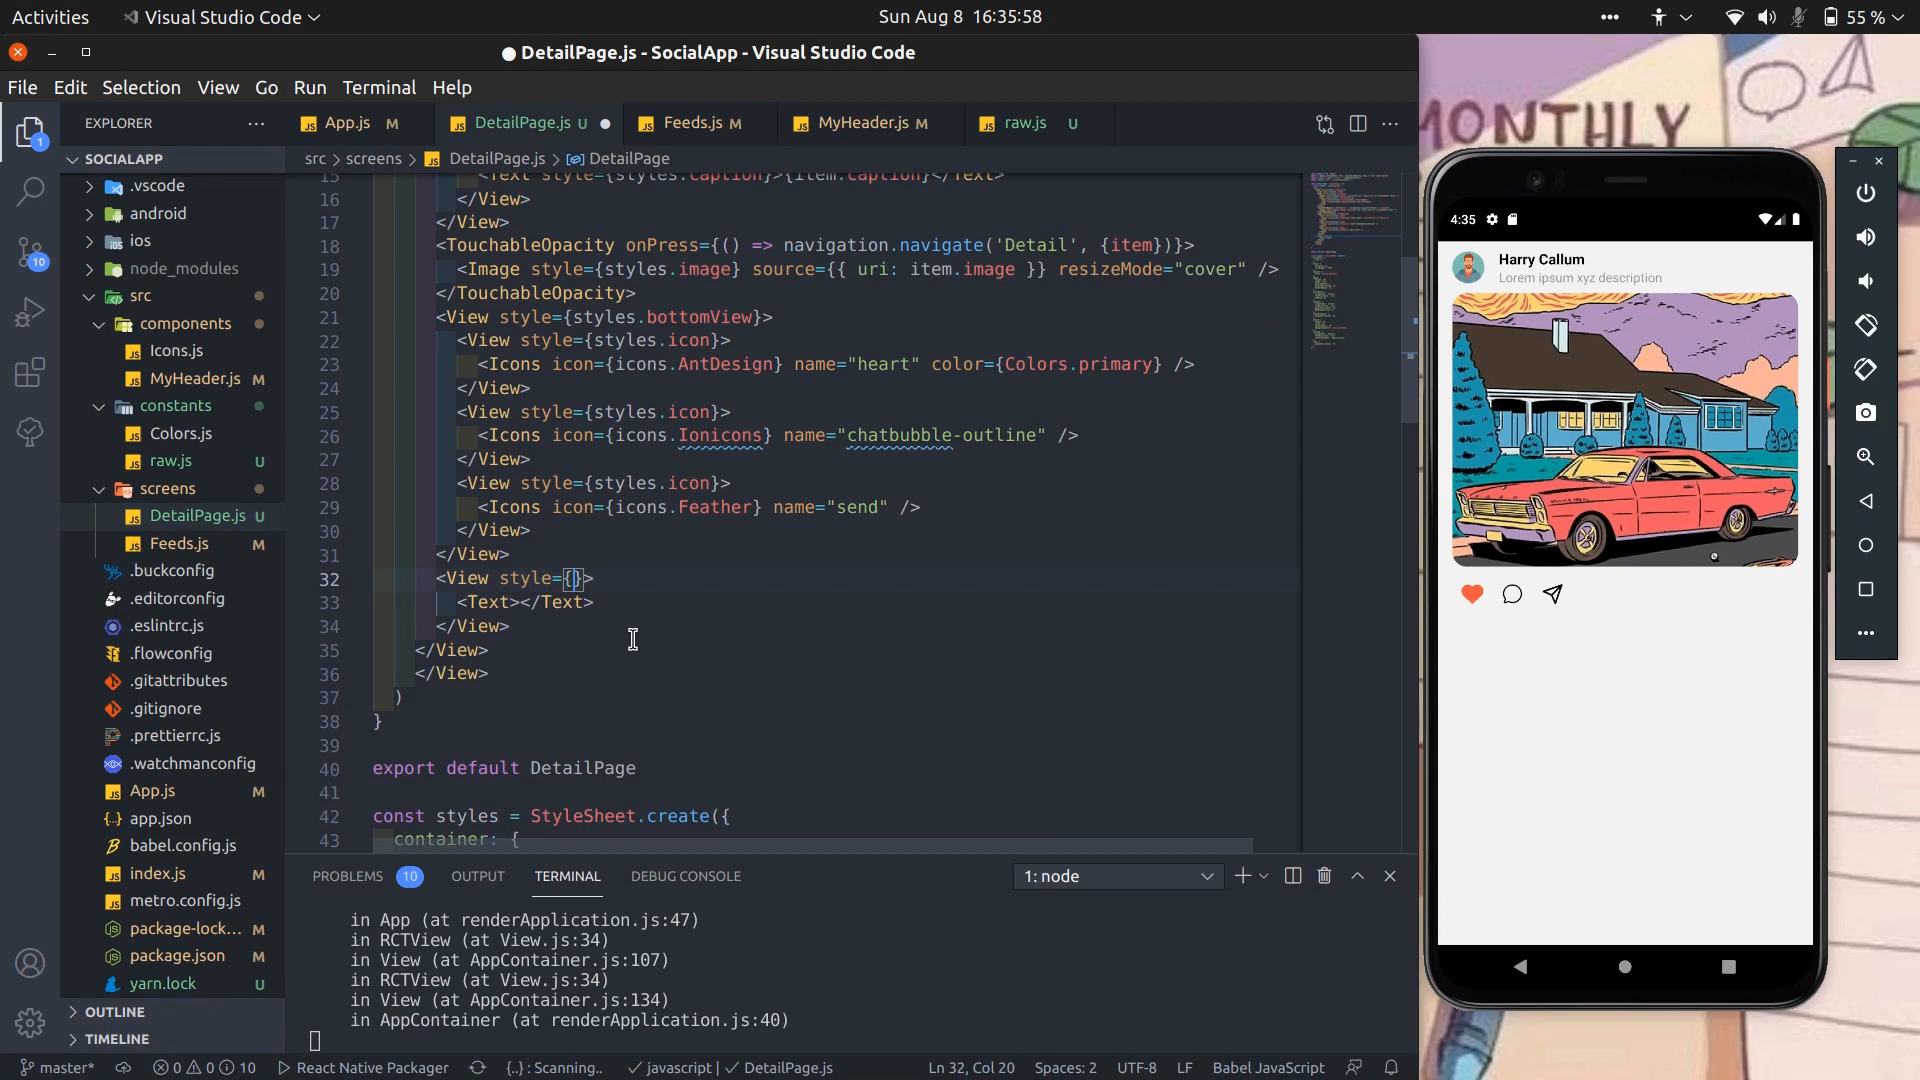 Activities
Visual Studio Code
Sun Aug 8 16:35:58
55 %
● DetailPage.js - SocialApp - Visual Studio Code
File Edit Selection View Go Run Terminal Help
EXPLORER
App.js M
DetailPage.js U
Feeds.js M
MyHeader.js M
raw.js U
src > screens > DetailPage.js > DetailPage
SOCIALAPP
.vscode
android
ios
node_modules
src
components
Icons.js
MyHeader.js M
constants
Colors.js
raw.js U
screens
DetailPage.js U
Feeds.js M
.buckconfig
.editorconfig
.eslintrc.js
.flowconfig
.gitattributes
.gitignore
.prettierrc.js
.watchmanconfig
App.js M
app.json
babel.config.js
index.js M
metro.config.js
package-lock... M
package.json M
yarn.lock U
OUTLINE
TIMELINE
1
10
15 <Text style={styles.caption}>{item.caption}</Text>
16 </View>
17 </View>
18 <TouchableOpacity onPress={() => navigation.navigate('Detail', {item})}>
19 <Image style={styles.image} source={{ uri: item.image }} resizeMode="cover" />
20 </TouchableOpacity>
21 <View style={styles.bottomView}>
22 <View style={styles.icon}>
23 <Icons icon={icons.AntDesign} name="heart" color={Colors.primary} />
24 </View>
25 <View style={styles.icon}>
26 <Icons icon={icons.Ionicons} name="chatbubble-outline" />
27 </View>
28 <View style={styles.icon}>
29 <Icons icon={icons.Feather} name="send" />
30 </View>
31 </View>
32 <View style={}>
33 <Text></Text>
34 </View>
35 </View>
36 </View>
37 )
38 }
39
40 export default DetailPage
41
42 const styles = StyleSheet.create({
43 container: {
PROBLEMS 10 OUTPUT TERMINAL DEBUG CONSOLE
1: node
in App (at renderApplication.js:47)
in RCTView (at View.js:34)
in View (at AppContainer.js:107)
in RCTView (at View.js:34)
in View (at AppContainer.js:134)
in AppContainer (at renderApplication.js:40)
master* 0 0 10 React Native Packager {..} : Scanning.. javascript | DetailPage.js Ln 32, Col 20 Spaces: 2 UTF-8 LF Babel JavaScript
MONTHLY
4:35
Harry Callum
Lorem ipsum xyz description